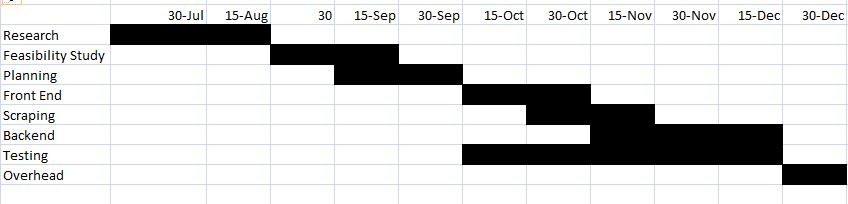 30-Jul 15-Aug 30 15-Sep 30-Sep 15-Oct 30-Oct 15-Nov 30-Nov 15-Dec 30-Dec
Research
Feasibility Study
Planning
Front End
Scraping
Backend
Testing
Overhead